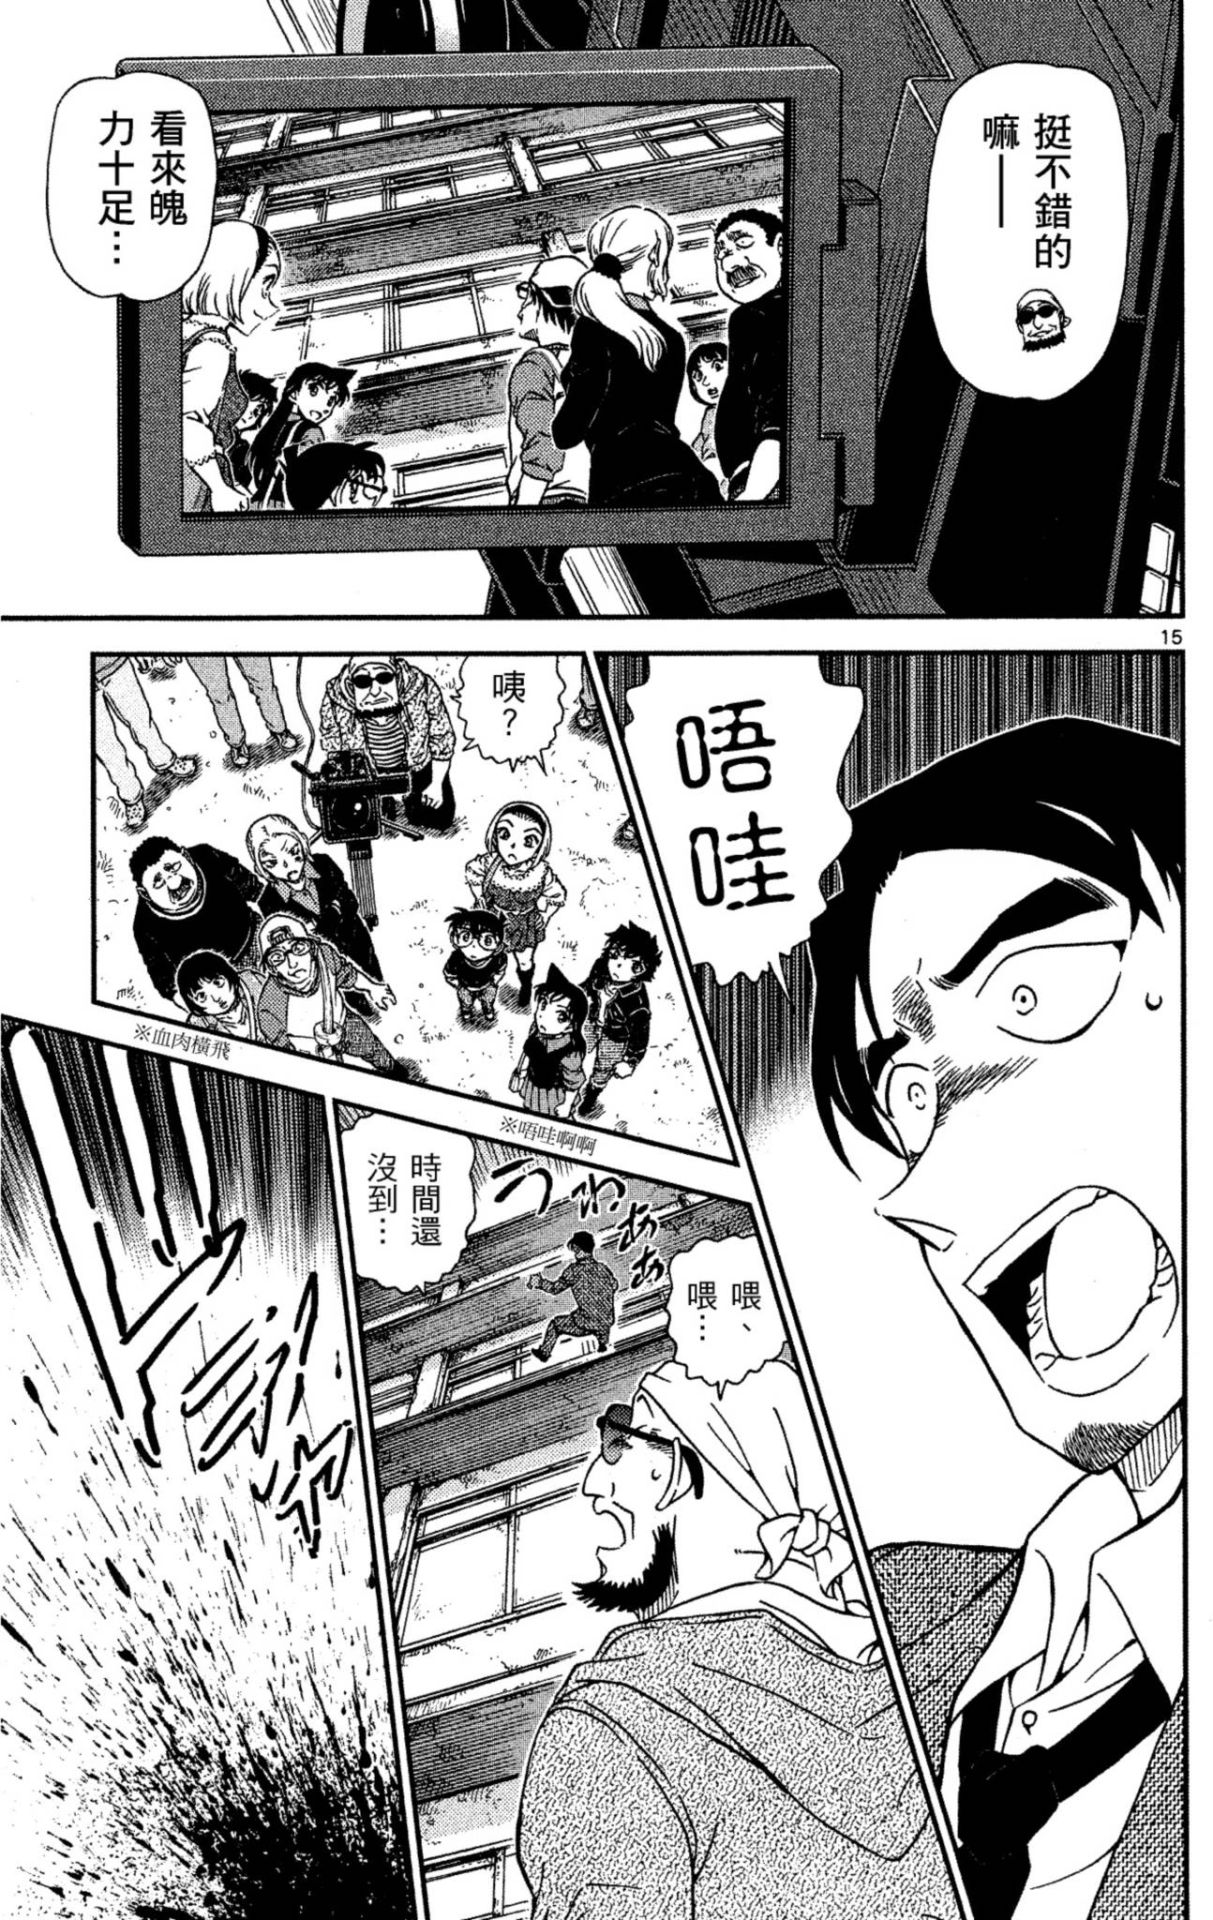 挺不錯的
嘛——
看來魄
力十足…
15
唔哇
咦?
※唔哇啊啊
うわ
ああ
喂、
喂…
時間還
沒到…
※血肉橫飛